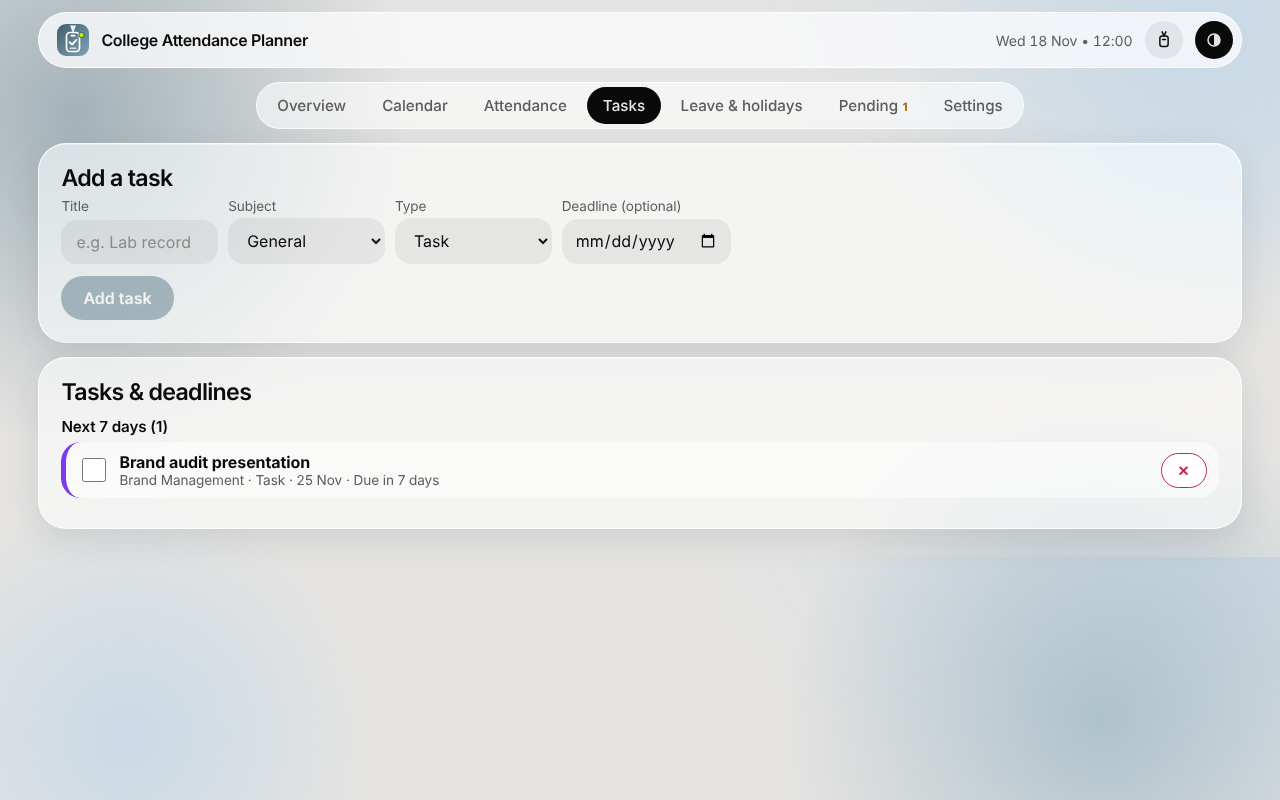 College Attendance Planner
Wed 18 Nov • 12:00
Overview
Calendar
Attendance
Tasks
Leave & holidays
Pending 1
Settings
Add a task
Title
Subject
Type
Deadline (optional)
e.g. Lab record
General
Task
mm/dd/yyyy
Add task
Tasks & deadlines
Next 7 days (1)
Brand audit presentation
Brand Management · Task · 25 Nov · Due in 7 days